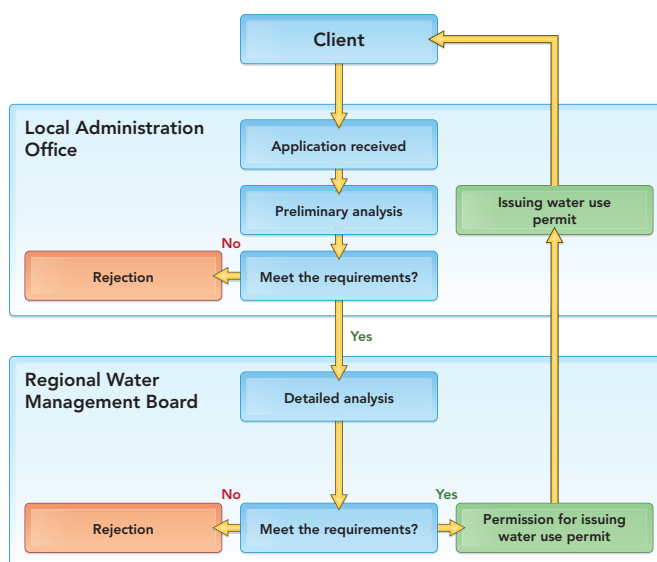 Client
Local Administration
Office
Application received
Preliminary analysis
Issuing water use
permit
No
Rejection
Meet the requirements?
Yes
Regional Water
Management Board
Detailed analysis
No
Yes
Rejection
Meet the requirements?
Permission for issuing
water use permit